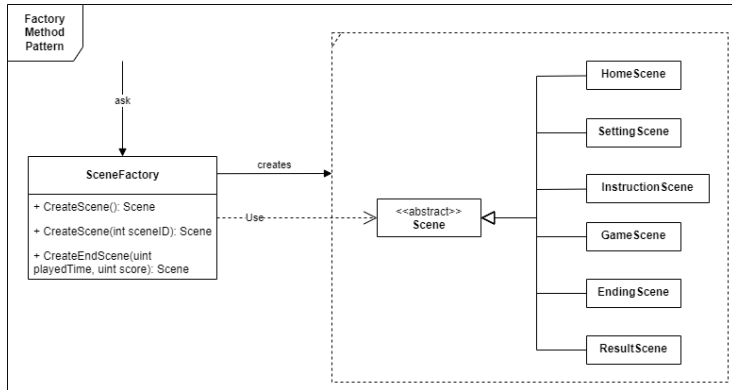 Factory
Method
Pattern
ask
SceneFactory
+ CreateScene(): Scene
+ CreateScene(int sceneID): Scene
+ CreateEndScene(uint
playedTime, uint score): Scene
creates
Use
<<abstract>>
Scene
HomeScene
SettingScene
InstructionScene
GameScene
EndingScene
ResultScene